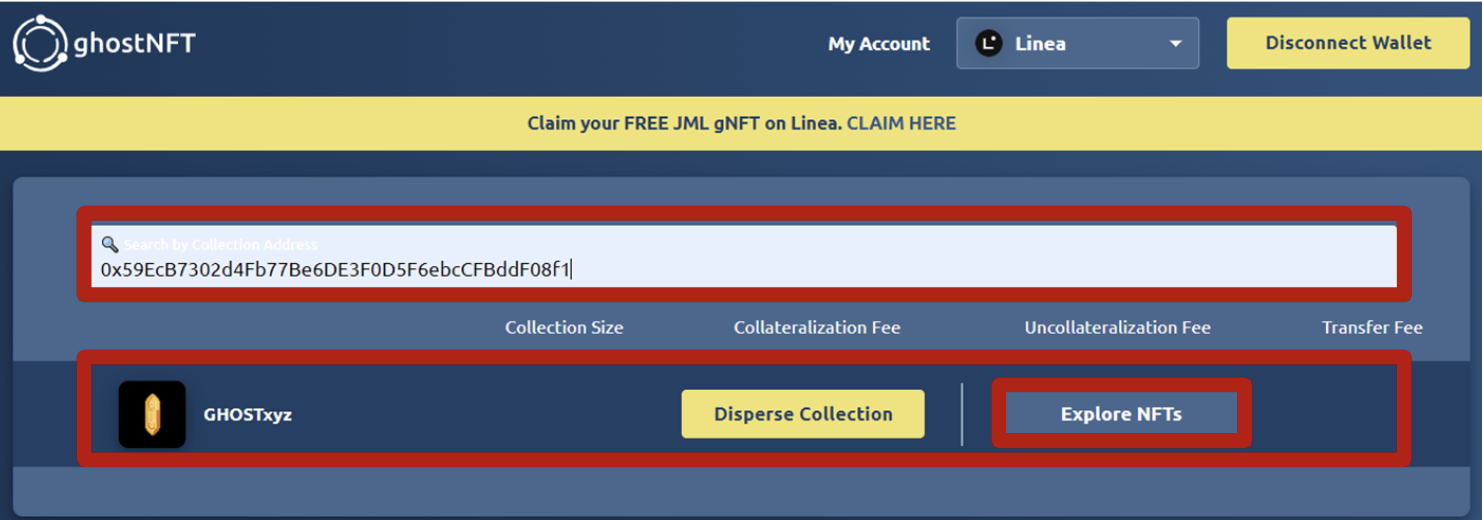 ghostNFT
My Account
Linea
Disconnect Wallet
Claim your FREE JML gNFT on Linea. CLAIM HERE
Search by Collection Address
0x59EcB7302d4Fb77Be6DE3F0D5F6ebcCFBddF08f1
Collection Size Collateralization Fee Uncollateralization Fee Transfer Fee
GHOSTxyz
Disperse Collection
Explore NFTs